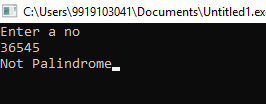 C:\Users\9919103041\Documents\Untitled1.ex
Enter a no
36545
Not Palindrome